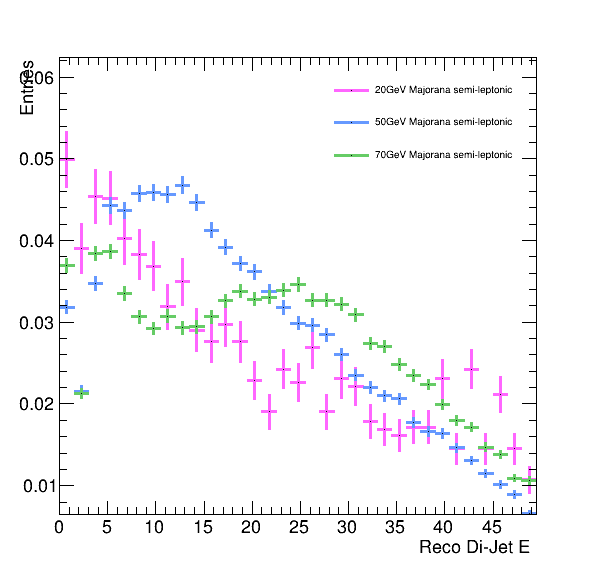 Entries
0.06
0.05
0.04
0.03
0.02
0.01
20GeV Majorana semi-leptonic
50GeV Majorana semi-leptonic
70GeV Majorana semi-leptonic
0 5 10 15 20 25 30 35 40 45
Reco Di-Jet E